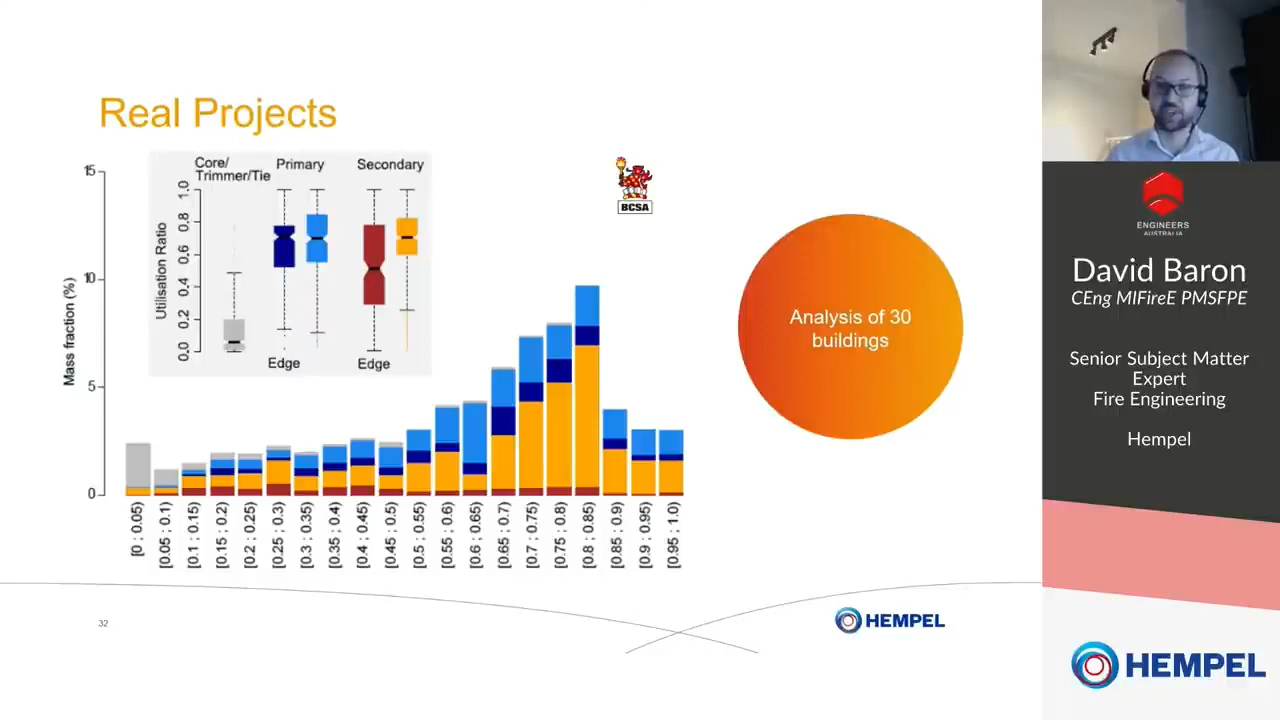 Real Projects
Core/
Trimmer/Tie
Primary
Secondary
Utilisation Ratio
1.0
0.8
0.6
0.4
0.2
0.0
Edge
Edge
Mass fraction (%)
15
10
5
0
[0 ; 0.05)
[0.05 ; 0.1)
[0.1 ; 0.15)
[0.15 ; 0.2)
[0.2 ; 0.25)
[0.25 ; 0.3)
[0.3 ; 0.35)
[0.35 ; 0.4)
[0.4 ; 0.45)
[0.45 ; 0.5)
[0.5 ; 0.55)
[0.55 ; 0.6)
[0.6 ; 0.65)
[0.65 ; 0.7)
[0.7 ; 0.75)
[0.75 ; 0.8)
[0.8 ; 0.85)
[0.85 ; 0.9)
[0.9 ; 0.95)
[0.95 ; 1.0)
BCSA
Analysis of 30
buildings
32
HEMPEL
ENGINEERS
AUSTRALIA
David Baron
CEng MIFireE PMSFPE
Senior Subject Matter
Expert
Fire Engineering
Hempel
HEMPEL